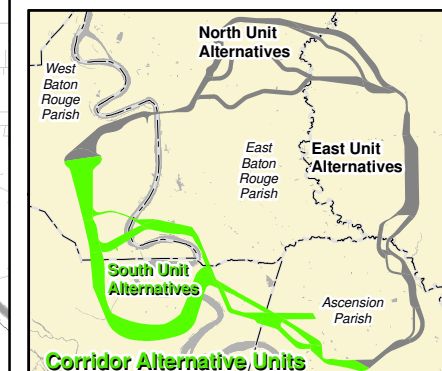 North Unit
Alternatives
West
Baton
Rouge
Parish
East
Baton
Rouge
Parish
East Unit
Alternatives
South Unit
Alternatives
Ascension
Parish
Corridor Alternative Units